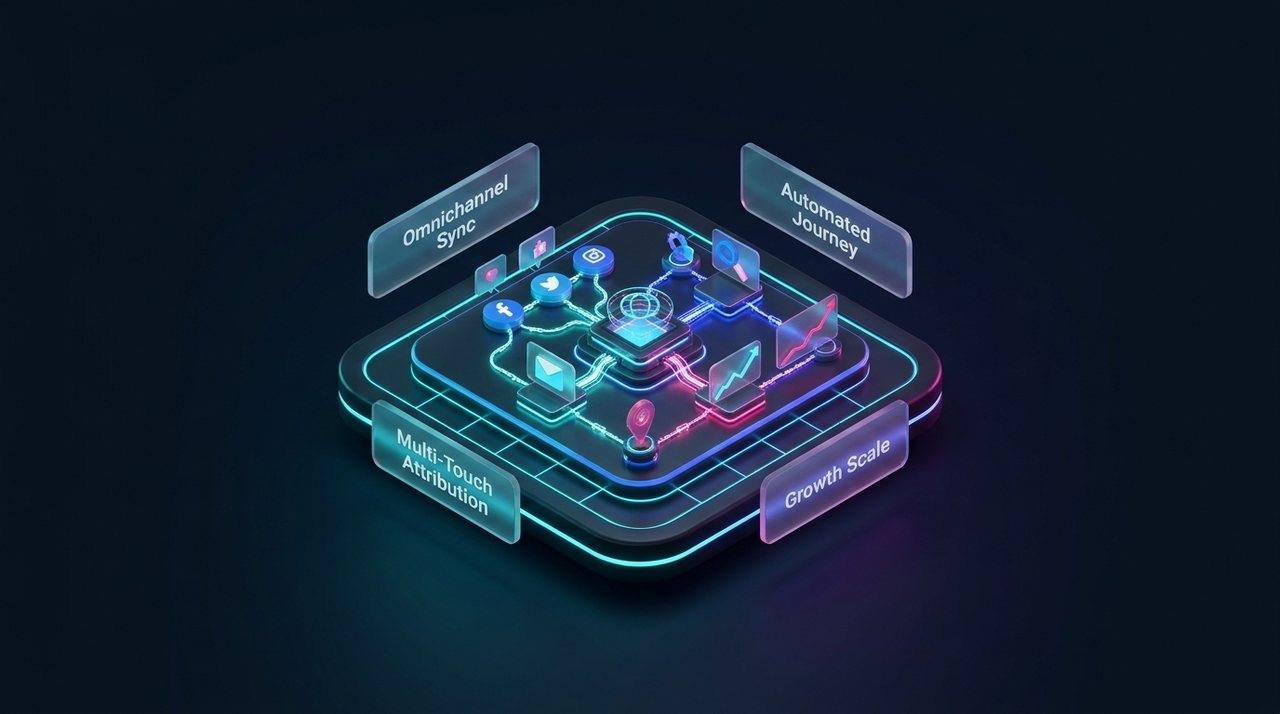 Omnichannel
Sync
Automated
Journey
Multi-Touch
Attribution
Growth Scale